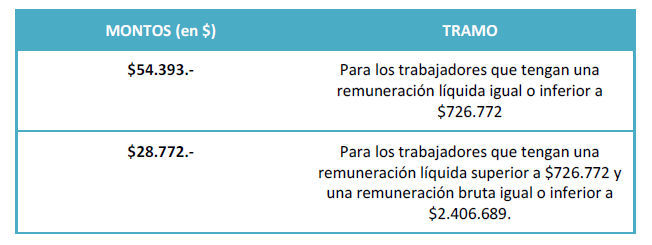 MONTOS (en $) TRAMO
$54.393.- Para los trabajadores que tengan una
remuneración líquida igual o inferior a
$726.772
$28.772.- Para los trabajadores que tengan una
remuneración líquida superior a $726.772 y
una remuneración bruta igual o inferior a
$2.406.689.